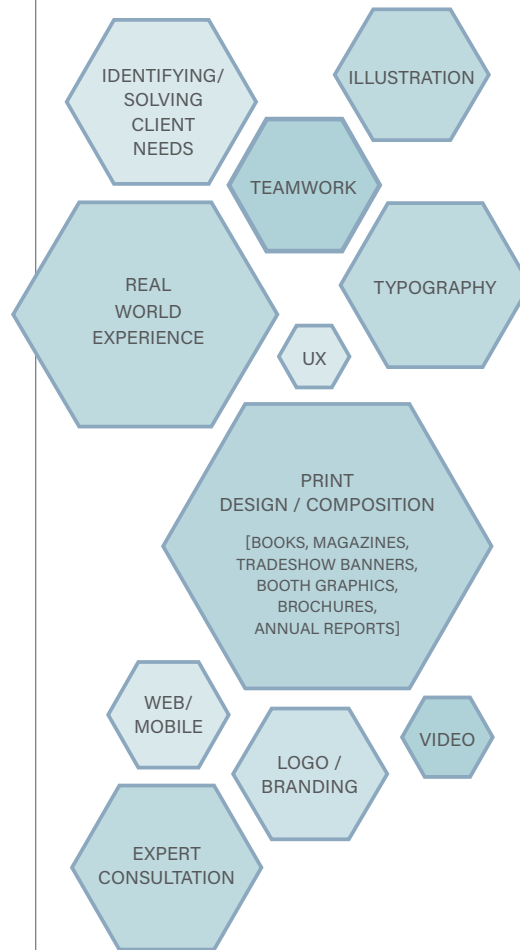 IDENTIFYING/
SOLVING
CLIENT
NEEDS
ILLUSTRATION
TEAMWORK
REAL
WORLD
EXPERIENCE
TYPOGRAPHY
UX
PRINT
DESIGN / COMPOSITION
[BOOKS, MAGAZINES,
TRADESHOW BANNERS,
BOOTH GRAPHICS,
BROCHURES,
ANNUAL REPORTS]
WEB/
MOBILE
VIDEO
LOGO /
BRANDING
EXPERT
CONSULTATION